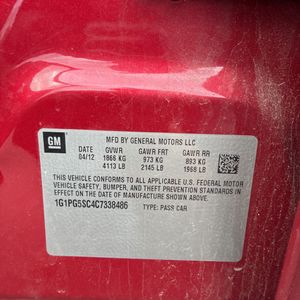 GM
MFD BY GENERAL MOTORS LLC
DATE GVWR GAWR FRT GAWR RR
04/12 1866 KG 973 KG 893 KG
4113 LB 2145 LB 1968 LB
THIS VEHICLE CONFORMS TO ALL APPLICABLE U.S. FEDERAL MOTOR
VEHICLE SAFETY, BUMPER, AND THEFT PREVENTION STANDARDS
IN EFFECT ON THE DATE OF MANUFACTURE SHOWN ABOVE.
1G1PG5SC4C7338486 TYPE: PASS CAR